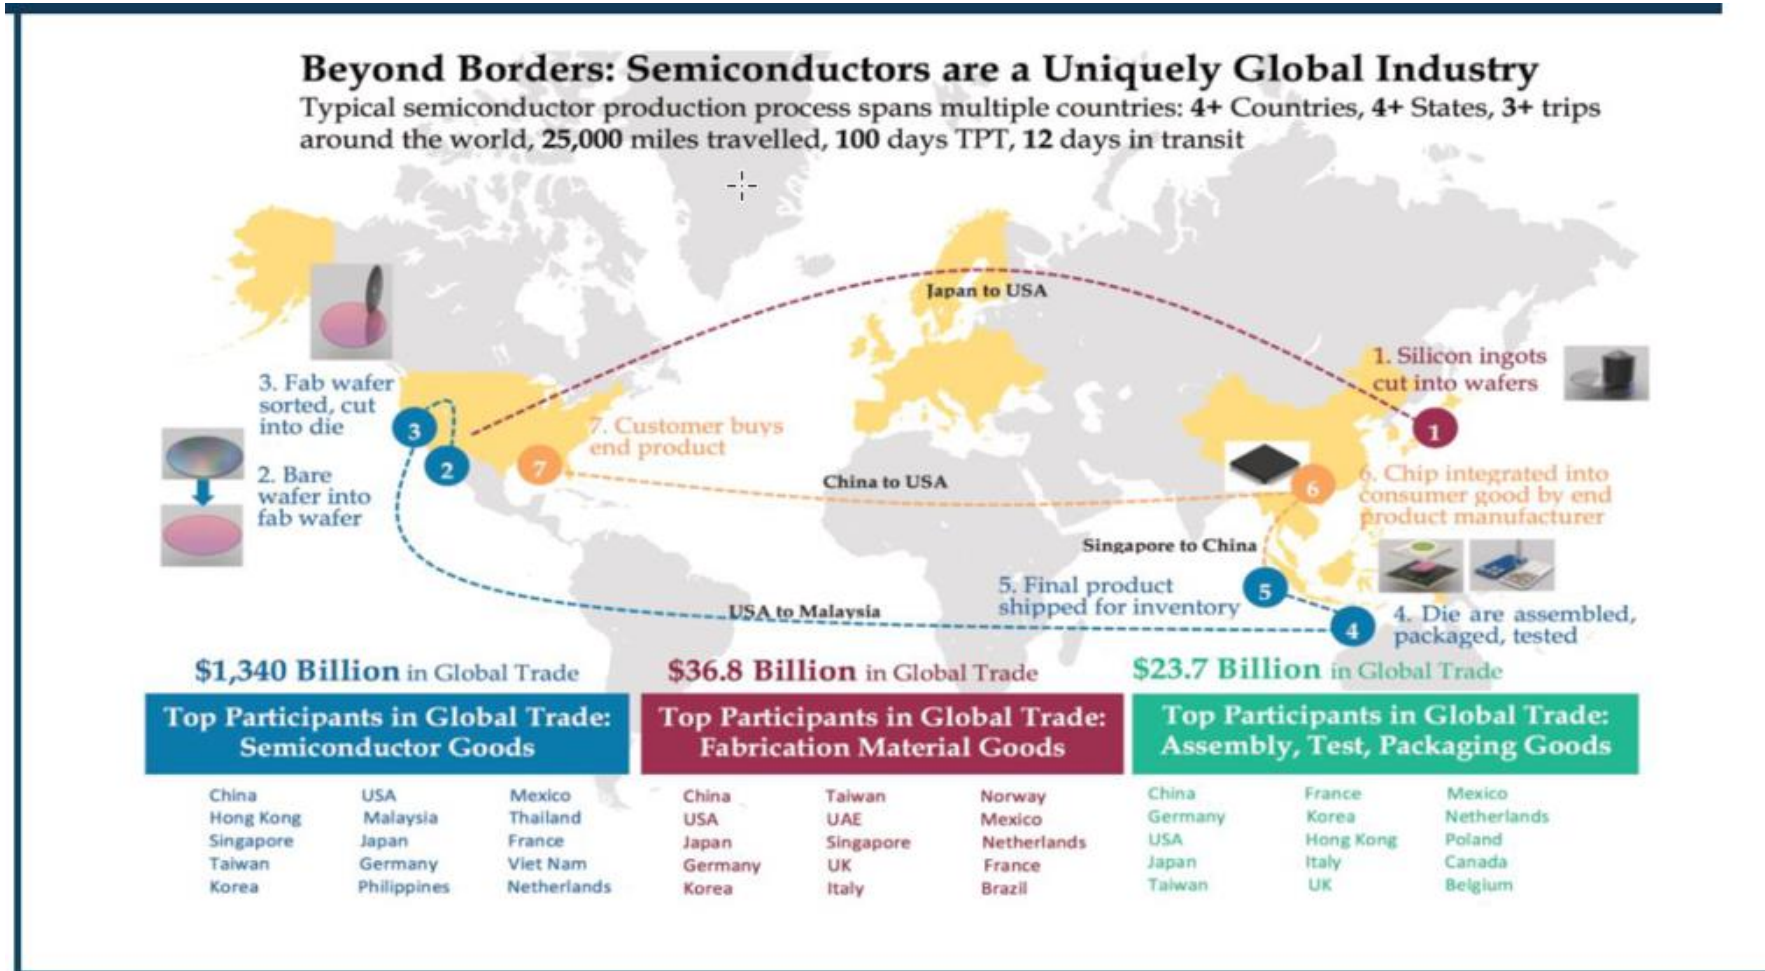 Beyond Borders: Semiconductors are a Uniquely Global Industry
Typical semiconductor production process spans multiple countries: 4+ Countries, 4+ States, 3+ trips
around the world, 25,000 miles travelled, 100 days TPT, 12 days in transit
Japan to USA
1. Silicon ingots
cut into wafers
1
3. Fab wafer
sorted, cut
into die
3
2
2. Bare
wafer into
fab wafer
7. Customer buys
end product
7
China to USA
6
6. Chip integrated into
consumer good by end
product manufacturer
Singapore to China
5. Final product
shipped for inventory
5
USA to Malaysia
4
4. Die are assembled,
packaged, tested
$1,340 Billion in Global Trade
Top Participants in Global Trade:
Semiconductor Goods
China USA Mexico
Hong Kong Malaysia Thailand
Singapore Japan France
Taiwan Germany Viet Nam
Korea Philippines Netherlands
$36.8 Billion in Global Trade
Top Participants in Global Trade:
Fabrication Material Goods
China Taiwan Norway
USA UAE Mexico
Japan Singapore Netherlands
Germany UK France
Korea Italy Brazil
$23.7 Billion in Global Trade
Top Participants in Global Trade:
Assembly, Test, Packaging Goods
China France Mexico
Germany Korea Netherlands
USA Hong Kong Poland
Japan Italy Canada
Taiwan UK Belgium